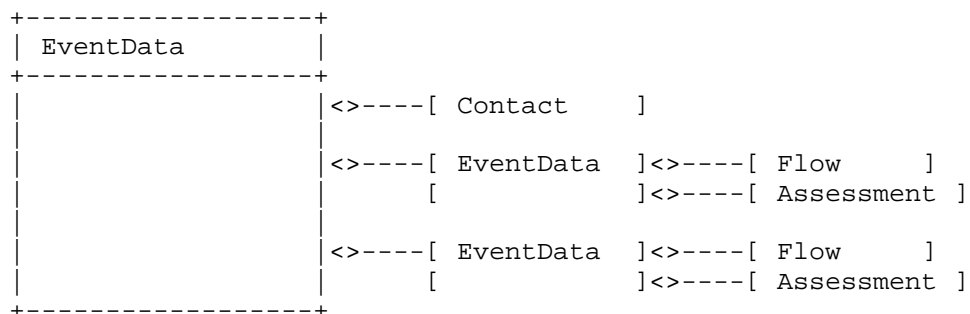 +------------------+
| EventData        |
+------------------+
|                  |<>----[ Contact    ]
|                  |
|                  |<>----[ EventData  ]<>----[ Flow       ]
|                  |      [            ]<>----[ Assessment ]
|                  |
|                  |<>----[ EventData  ]<>----[ Flow       ]
|                  |      [            ]<>----[ Assessment ]
+------------------+